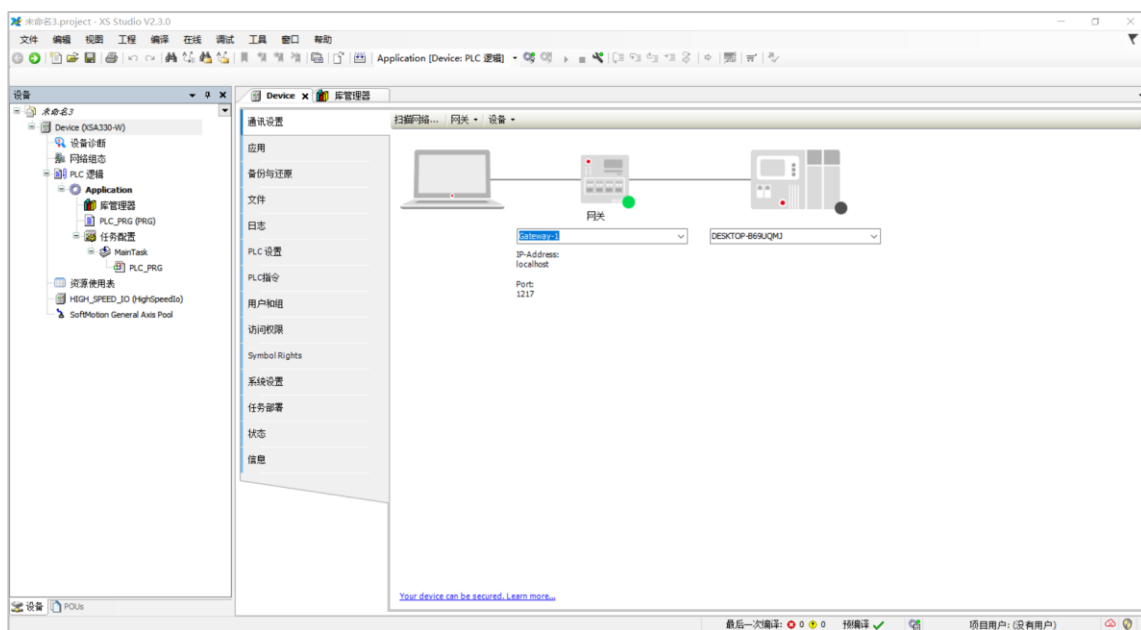 未命名3.project - XS Studio V2.3.0
文件 编辑 视图 工程 编译 在线 调试 工具 窗口 帮助
Application [Device: PLC 逻辑]
设备
Device
库管理器
未命名3
Device (XSA330-W)
设备诊断
网络组态
PLC 逻辑
Application
库管理器
PLC_PRG (PRG)
任务配置
MainTask
PLC_PRG
资源使用表
HIGH_SPEED_IO (HighSpeedIo)
SoftMotion General Axis Pool
设备 POUs
通讯设置
应用
备份与还原
文件
日志
PLC 设置
PLC指令
用户和组
访问权限
Symbol Rights
系统设置
任务部署
状态
信息
扫描网络... 网关 设备
网关
Gateway-1
DESKTOP-B69UQMJ
IP-Address:
localhost
Port:
1217
Your device can be secured. Learn more...
最后一次编译: 0 0 预编译 项目用户: (没有用户)